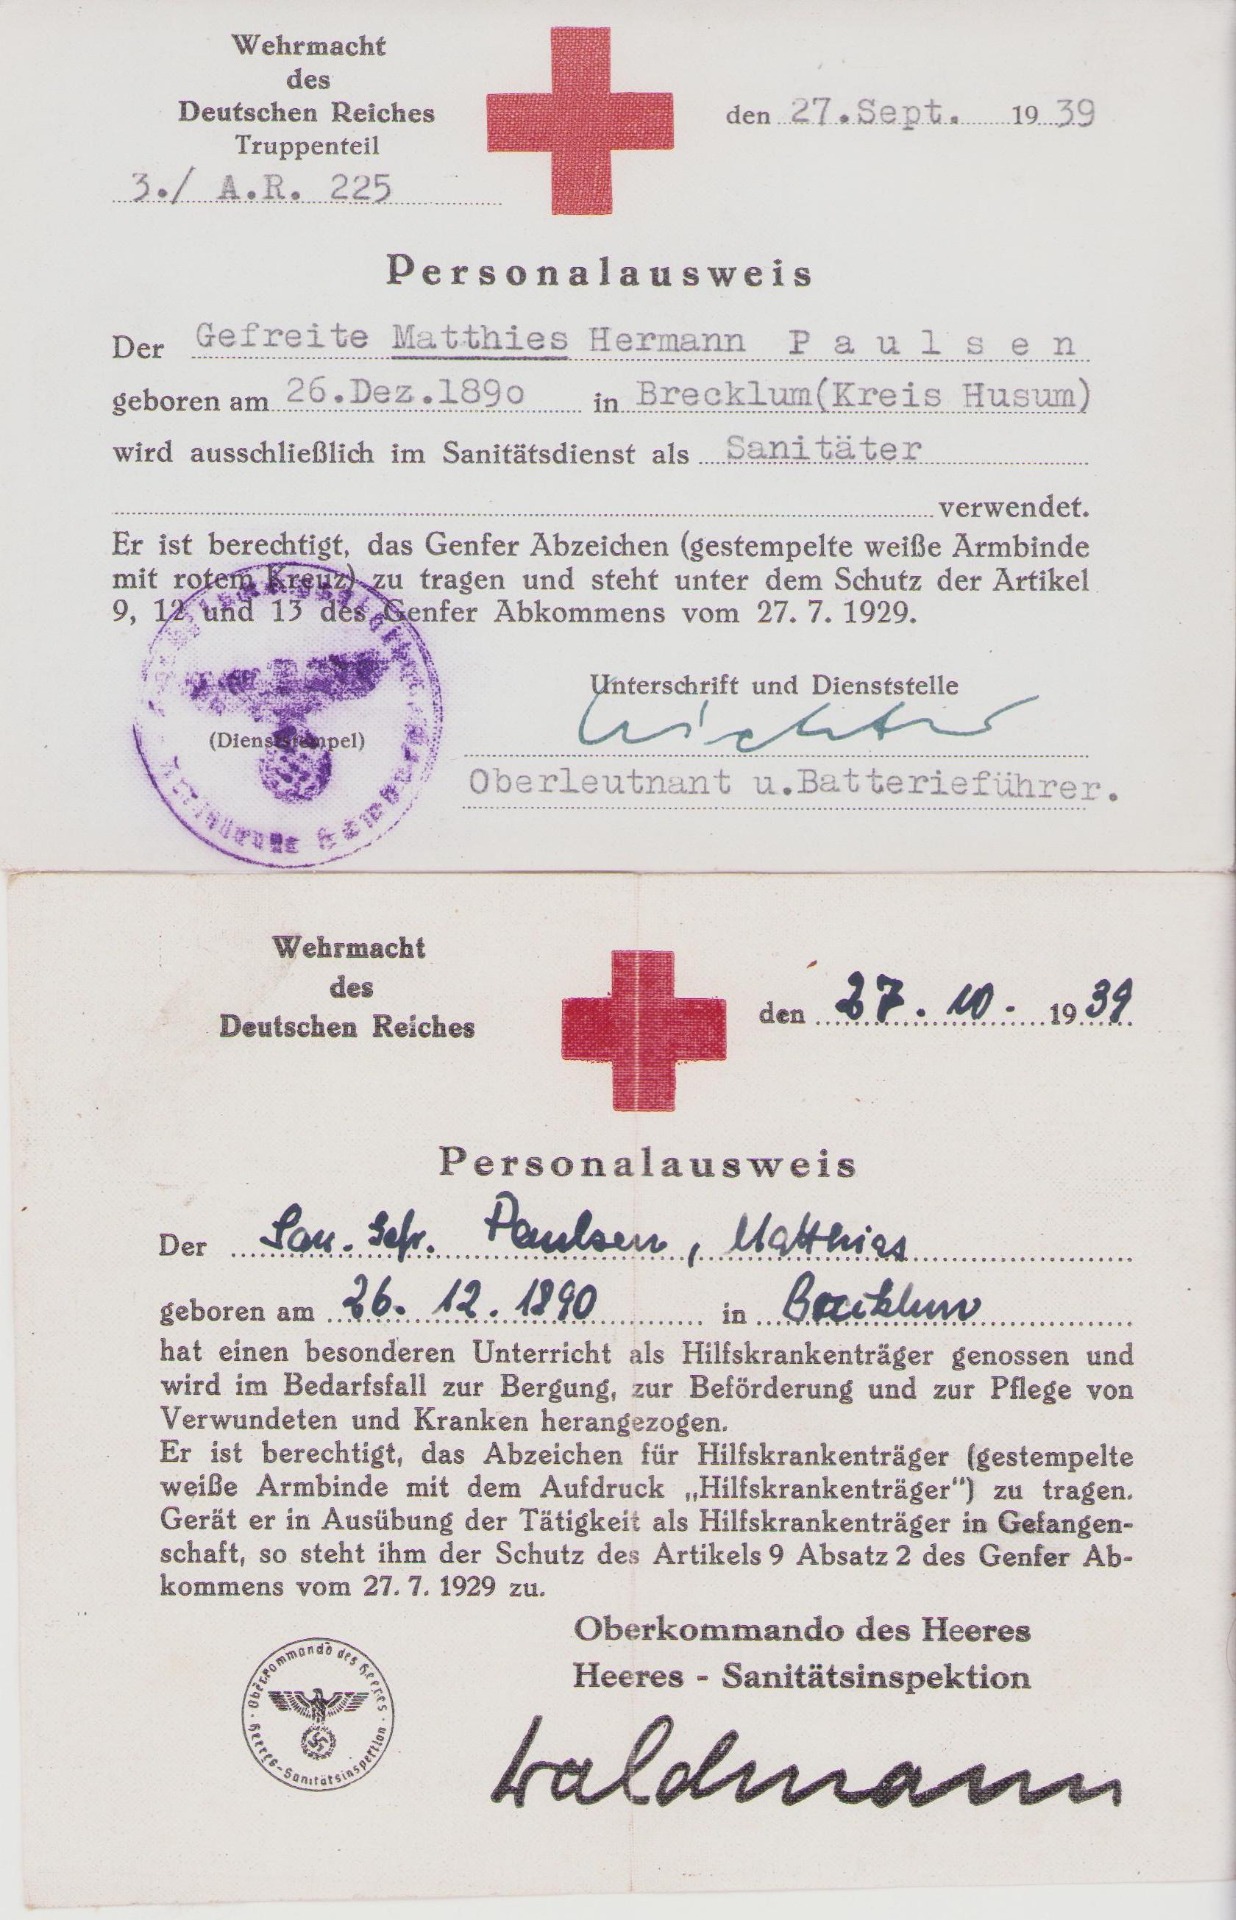 Wehrmacht
des
Deutschen Reiches
Truppenteil
3./ A.R. 225
den 27.Sept. 1939
Personalausweis
Der Gefreite Matthies Hermann Paulsen
geboren am 26.Dez.1890 in Brecklum(Kreis Husum)
wird ausschließlich im Sanitätsdienst als Sanitäter
verwendet.
Er ist berechtigt, das Genfer Abzeichen (gestempelte weiße Armbinde
mit rotem Kreuz) zu tragen und steht unter dem Schutz der Artikel
9, 12 und 13 des Genfer Abkommens vom 27. 7. 1929.
Unterschrift und Dienststelle
(Dienststempel)
Oberleutnant u.Batterieführer.
Wehrmacht
des
Deutschen Reiches
den 27. 10. 1939
Personalausweis
Der San. Gefr. Paulsen, Matthias
geboren am 26. 12. 1890 in
hat einen besonderen Unterricht als Hilfskrankenträger genossen und
wird im Bedarfsfall zur Bergung, zur Beförderung und zur Pflege von
Verwundeten und Kranken herangezogen.
Er ist berechtigt, das Abzeichen für Hilfskrankenträger (gestempelte
weiße Armbinde mit dem Aufdruck „Hilfskrankenträger“) zu tragen.
Gerät er in Ausübung der Tätigkeit als Hilfskrankenträger in Gefangen-
schaft, so steht ihm der Schutz des Artikels 9 Absatz 2 des Genfer Ab-
kommens vom 27. 7. 1929 zu.
Oberkommando des Heeres
Heeres - Sanitätsinspektion
Oberkommando des Heeres
Heeres-Sanitätsinspektion
Waldmann